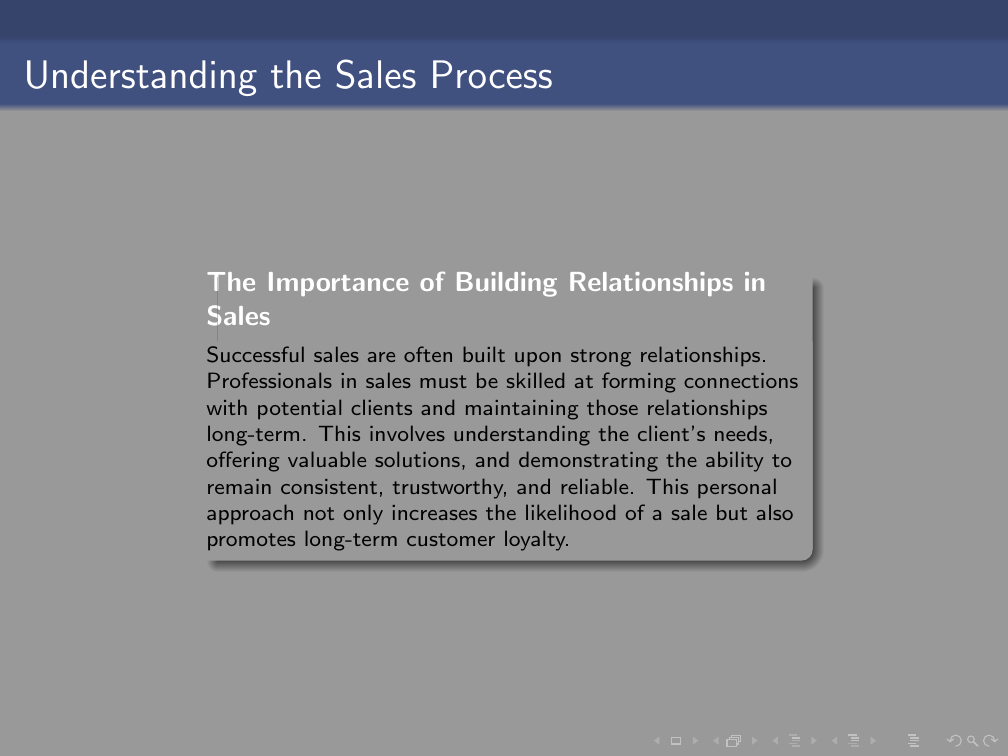 Understanding the Sales Process
The Importance of Building Relationships in
Sales
Successful sales are often built upon strong relationships.
Professionals in sales must be skilled at forming connections
with potential clients and maintaining those relationships
long-term. This involves understanding the client's needs,
offering valuable solutions, and demonstrating the ability to
remain consistent, trustworthy, and reliable. This personal
approach not only increases the likelihood of a sale but also
promotes long-term customer loyalty.